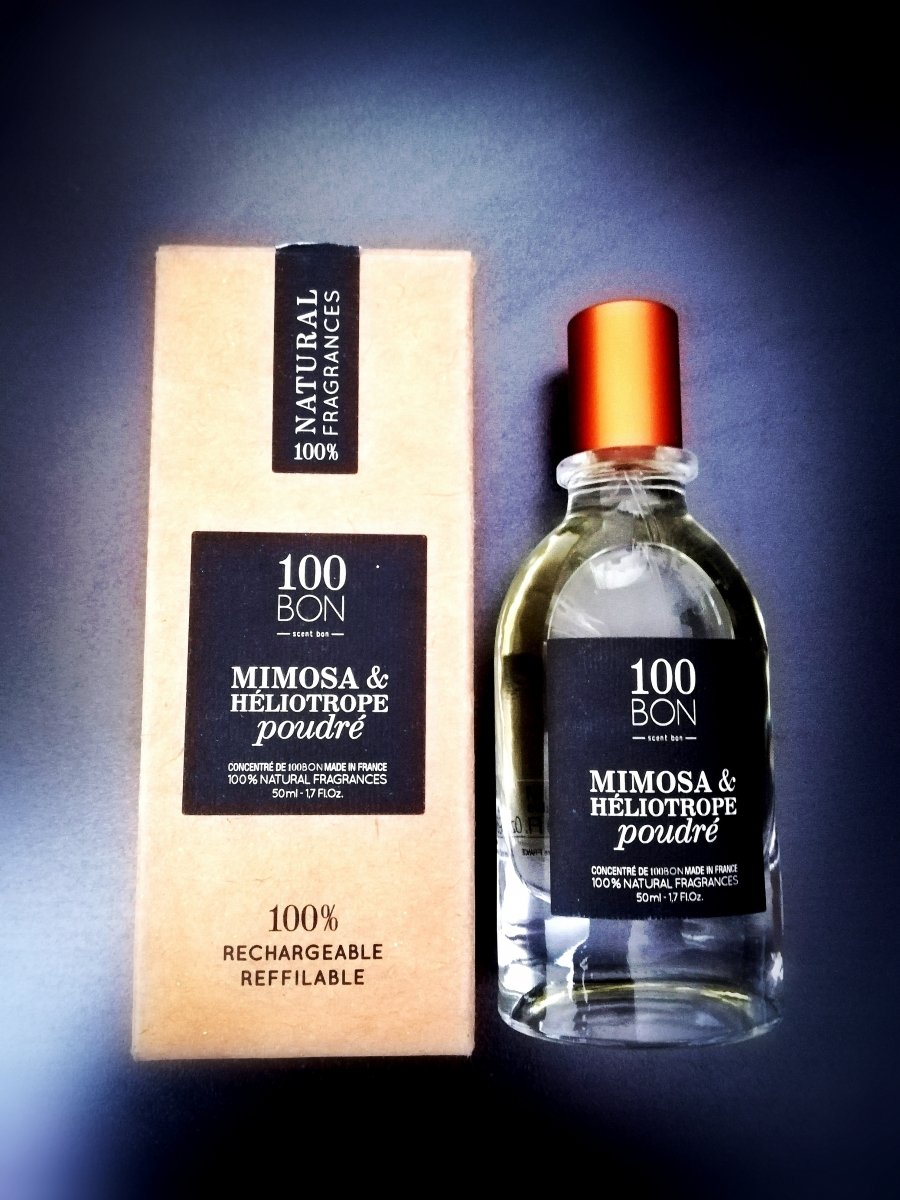 100% NATURAL
FRAGRANCES
100
BON
scent bon
MIMOSA &
HÉLIOTROPE
poudré
CONCENTRÉ DE 100BON MADE IN FRANCE
100% NATURAL FRAGRANCES
50ml - 1,7 Fl.Oz.
100%
RECHARGEABLE
REFFILABLE
100
BON
scent bon
MIMOSA &
HÉLIOTROPE
poudré
CONCENTRÉ DE 100BON MADE IN FRANCE
100% NATURAL FRAGRANCES
50ml - 1,7 Fl.Oz.